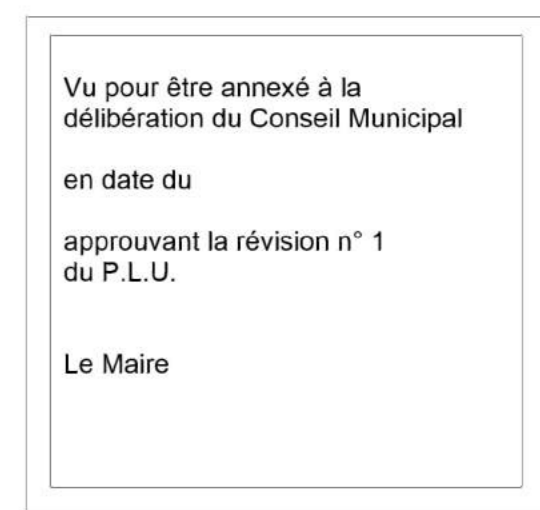 Vu pour être annexé à la
délibération du Conseil Municipal
en date du
approuvant la révision n° 1
du P.L.U.
Le Maire